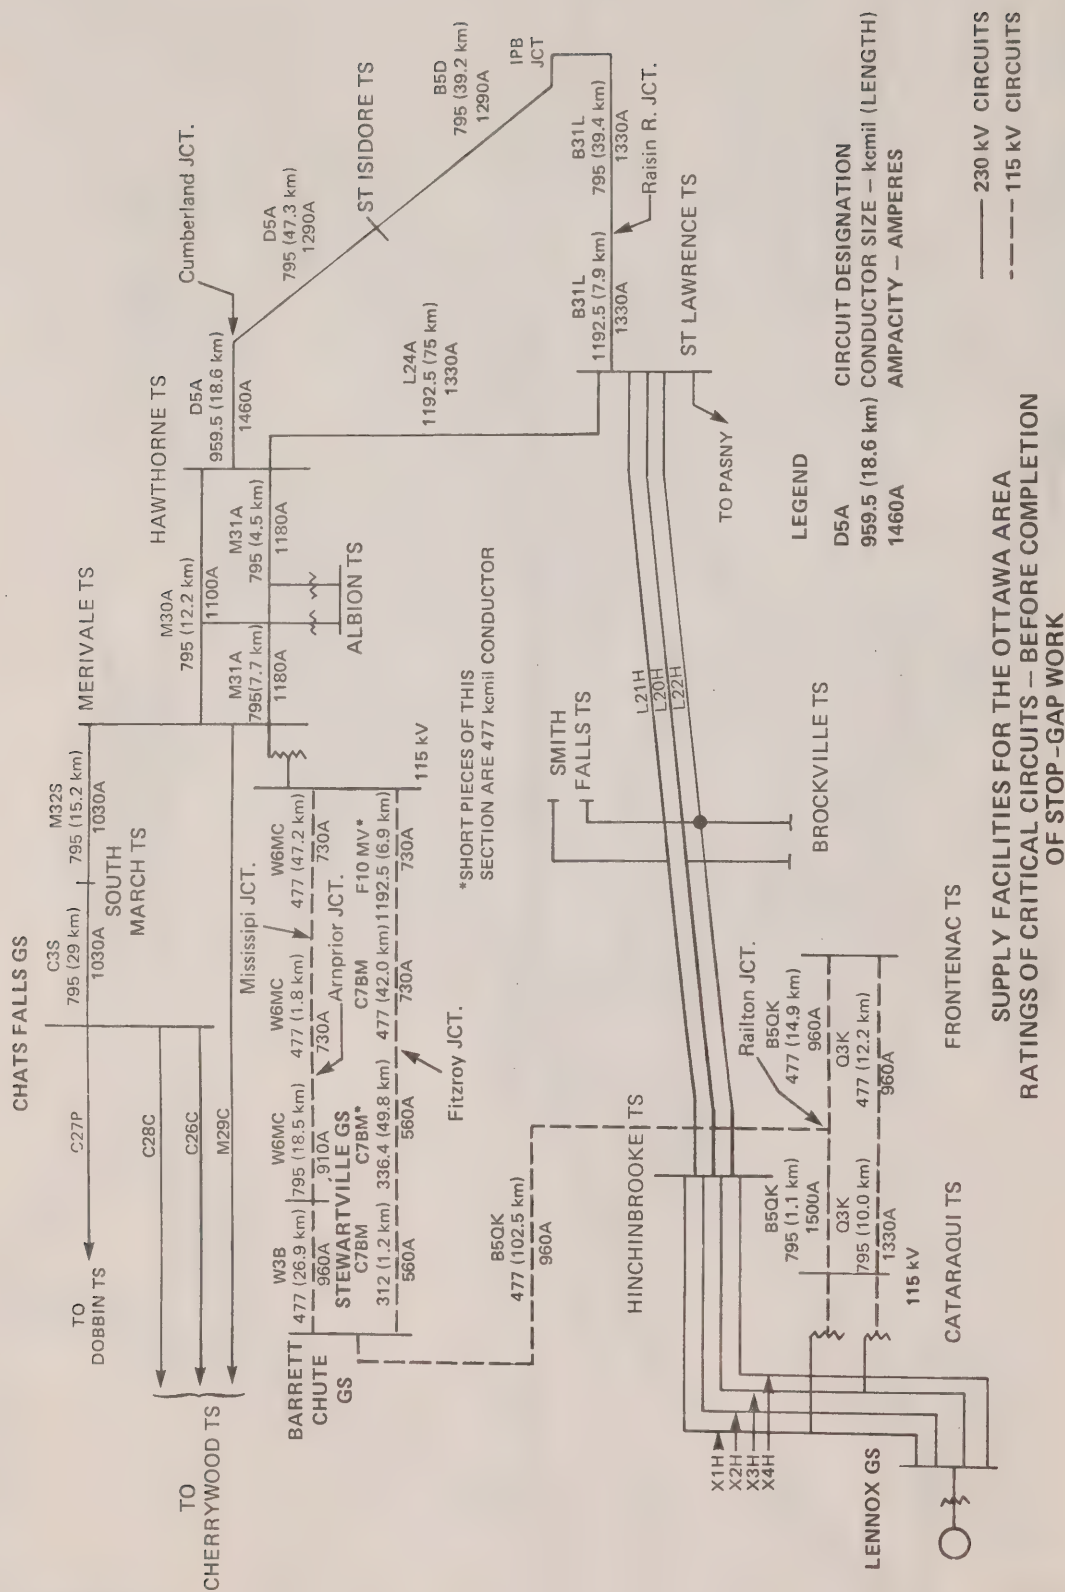 CHATS FALLS GS
C27P
C3S
795 (29 km)
1030A
M32S
795 (15.2 km)
1030A
SOUTH
MARCH TS
MERIVALE TS
M30A
795 (12.2 km)
1100A
HAWTHORNE TS
D5A
959.5 (18.6 km)
1460A
Cumberland JCT.
D5A
795 (47.3 km)
1290A
ST ISIDORE TS
B5D
795 (39.2 km)
1290A
IPB
JCT
TO
DOBBIN TS
C28C
C26C
M29C
TO
CHERRYWOOD TS
M31A
795(7.7 km)
1180A
M31A
795 (4.5 km)
1180A
ALBION TS
L24A
1192.5 (75 km)
1330A
B31L
1192.5 (7.9 km)
1330A
B31L
795 (39.4 km)
1330A
Raisin R. JCT.
ST LAWRENCE TS
TO PASNY
BARRETT
CHUTE
GS
W3B
477 (26.9 km)
960A
W6MC
795 (18.5 km)
910A
W6MC
477 (1.8 km)
730A
W6MC
477 (47.2 km)
730A
Mississipi JCT.
Arnprior JCT.
STEWARTVILLE GS
C7BM
312 (1.2 km)
560A
C7BM*
336.4 (49.8 km)
560A
C7BM
477 (42.0 km)
730A
F10 MV*
1192.5 (6.9 km)
730A
115 kV
Fitzroy JCT.
*SHORT PIECES OF THIS
SECTION ARE 477 kcmil CONDUCTOR
B5QK
477 (102.5 km)
960A
HINCHINBROOKE TS
L21H
L20H
L22H
SMITH
FALLS TS
BROCKVILLE TS
Railton JCT.
B5QK
795 (1.1 km)
1500A
B5QK
477 (14.9 km)
960A
Q3K
795 (10.0 km)
1330A
Q3K
477 (12.2 km)
960A
115 kV
CATARAQUI TS
FRONTENAC TS
X1H
X2H
X3H
X4H
LENNOX GS
LEGEND
D5A CIRCUIT DESIGNATION
959.5 (18.6 km) CONDUCTOR SIZE – kcmil (LENGTH)
1460A AMPACITY – AMPERES
230 kV CIRCUITS
115 kV CIRCUITS
SUPPLY FACILITIES FOR THE OTTAWA AREA
RATINGS OF CRITICAL CIRCUITS – BEFORE COMPLETION
OF STOP-GAP WORK